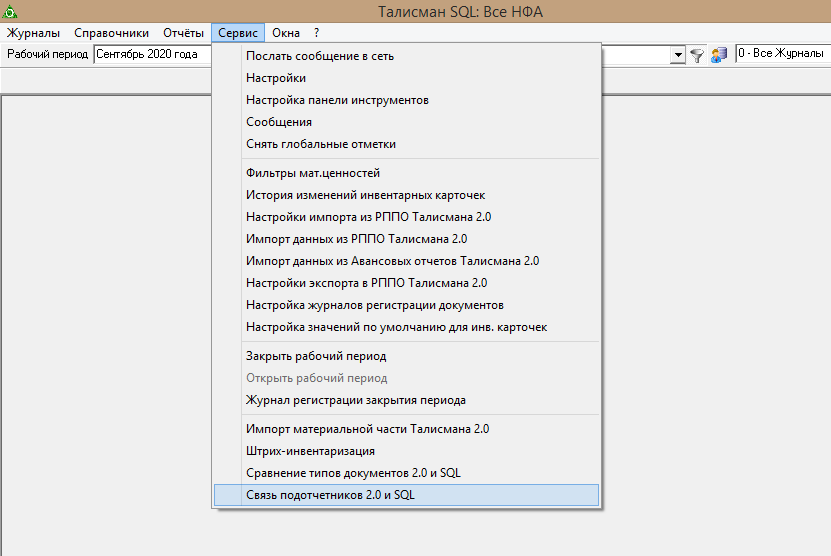 Талисман SQL: Все НФА
Журналы Справочники Отчёты Сервис Окна ?
Рабочий период Сентябрь 2020 года 0 - Все Журналы
Послать сообщение в сеть
Настройки
Настройка панели инструментов
Сообщения
Снять глобальные отметки
Фильтры мат.ценностей
История изменений инвентарных карточек
Настройки импорта из РППО Талисмана 2.0
Импорт данных из РППО Талисмана 2.0
Импорт данных из Авансовых отчетов Талисмана 2.0
Настройки экспорта в РППО Талисмана 2.0
Настройка журналов регистрации документов
Настройка значений по умолчанию для инв. карточек
Закрыть рабочий период
Открыть рабочий период
Журнал регистрации закрытия периода
Импорт материальной части Талисмана 2.0
Штрих-инвентаризация
Сравнение типов документов 2.0 и SQL
Связь подотчетников 2.0 и SQL